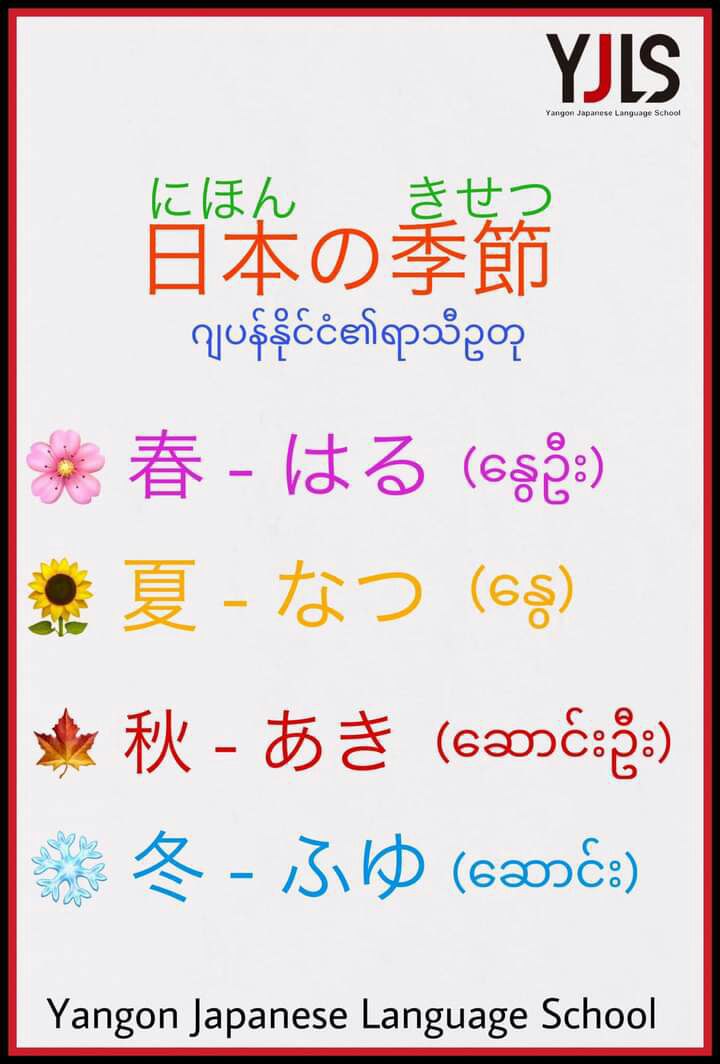 YJLS
Yangon Japanese Language School
にほん きせつ
日本の季節
ဂျပန်နိုင်ငံ၏ရာသီဥတု
春 - はる (နွေဦး)
夏 - なつ (နွေ)
秋 - あき (ဆောင်းဦး)
冬 - ふゆ (ဆောင်း)
Yangon Japanese Language School